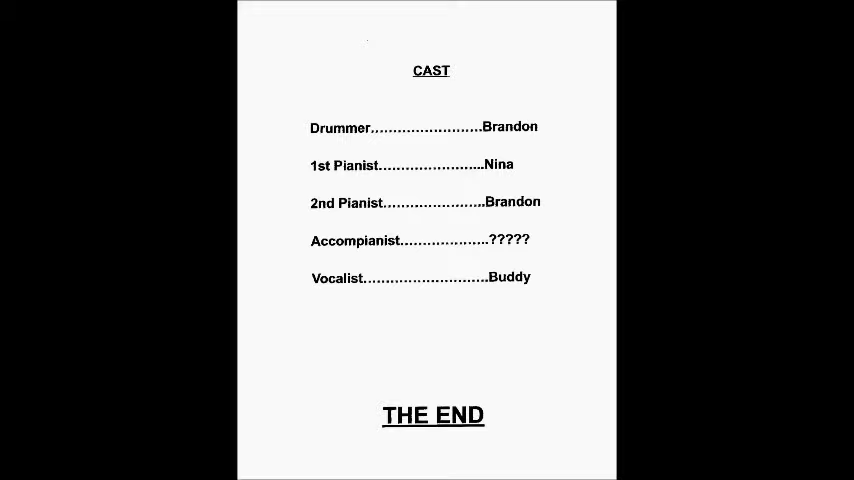 CAST
Drummer.........................Brandon
1st Pianist........................Nina
2nd Pianist.......................Brandon
Accompianist....................?????
Vocalist............................Buddy
THE END